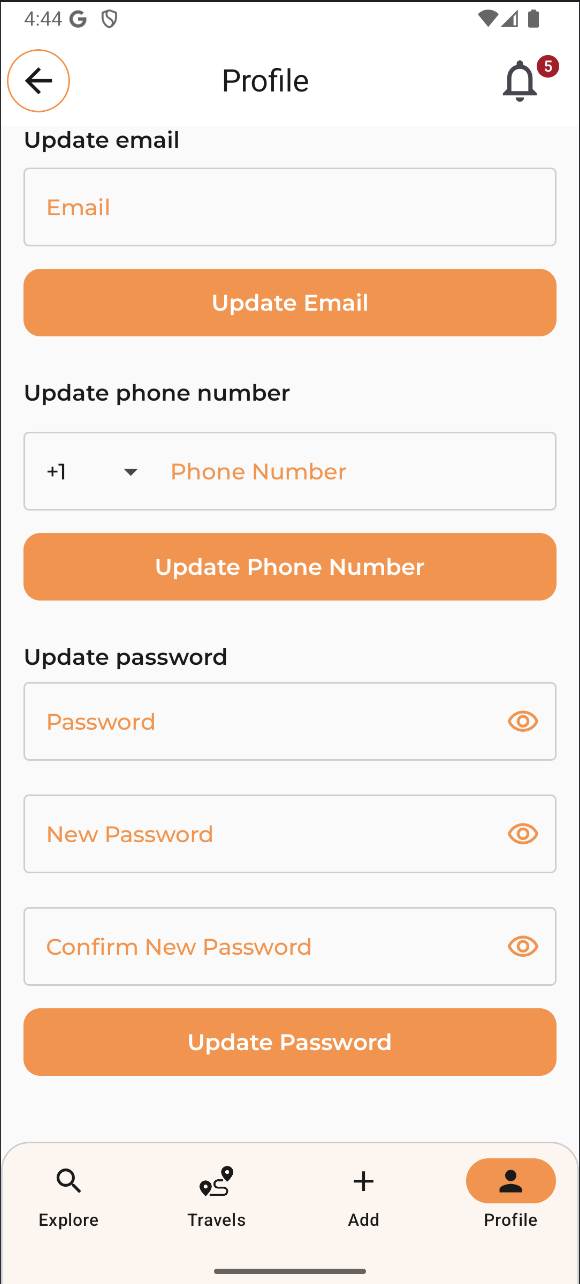 4:44
Profile
5
Update email
Email
Update Email
Update phone number
+1 Phone Number
Update Phone Number
Update password
Password
New Password
Confirm New Password
Update Password
Explore Travels Add Profile